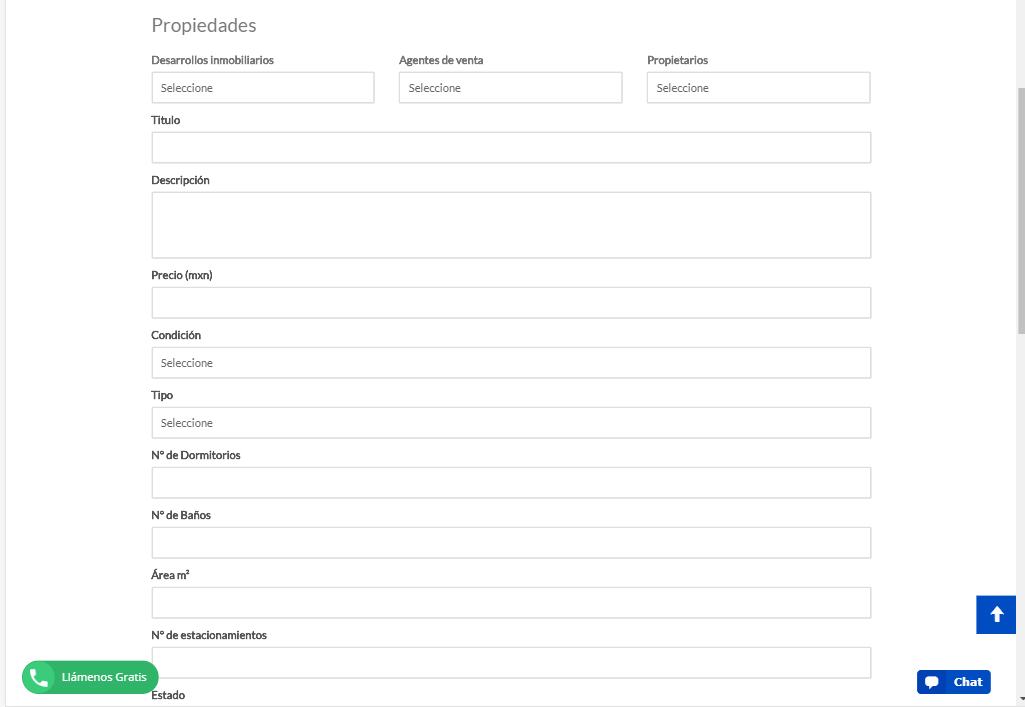 Propiedades
Desarrollos inmobiliarios Agentes de venta Propietarios
Seleccione Seleccione Seleccione
Titulo
Descripción
Precio (mxn)
Condición
Seleccione
Tipo
Seleccione
N° de Dormitorios
N° de Baños
Área m²
N° de estacionamientos
Llámenos Gratis
Chat
Estado